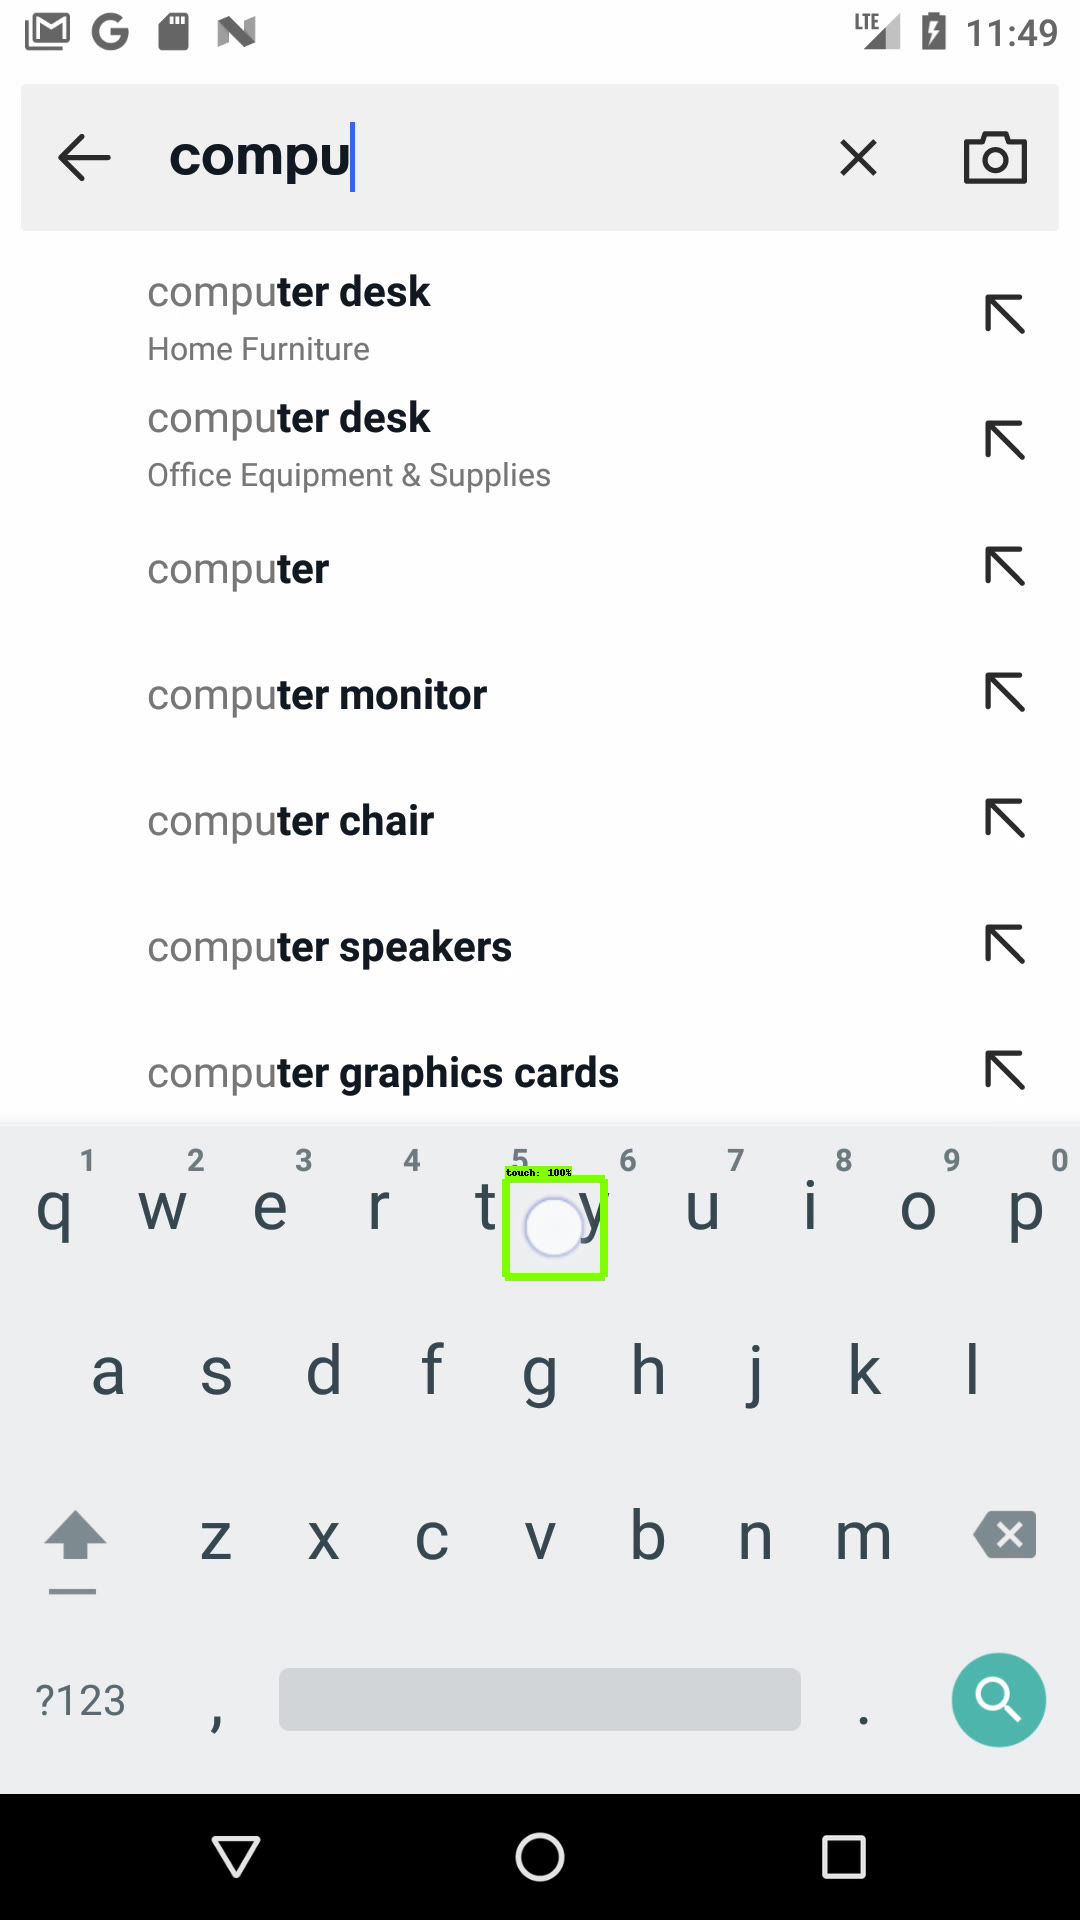 LTE 11:49
compu
computer desk
Home Furniture
computer desk
Office Equipment & Supplies
computer
computer monitor
computer chair
computer speakers
computer graphics cards
1 2 3 4 5 6 7 8 9 0
touch: 100%
q w e r t y u i o p
a s d f g h j k l
z x c v b n m
?123 , .